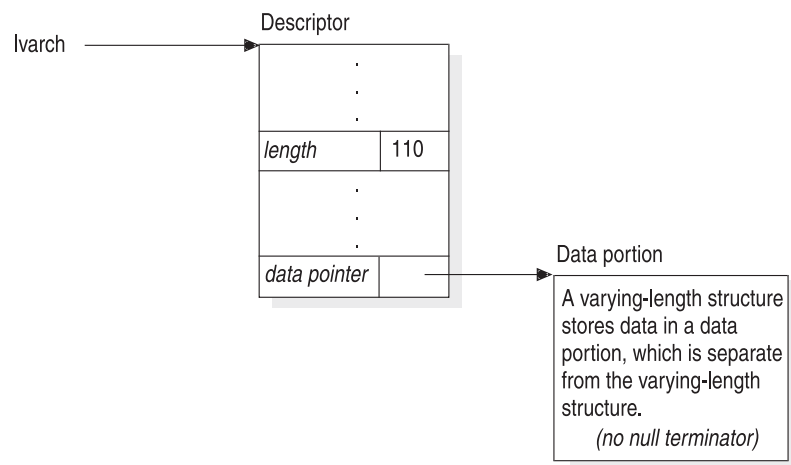 Descriptor
lvarch
.
.
.
length 110
.
.
.
data pointer
Data portion
A varying-length structure
stores data in a data
portion, which is separate
from the varying-length
structure.
(no null terminator)